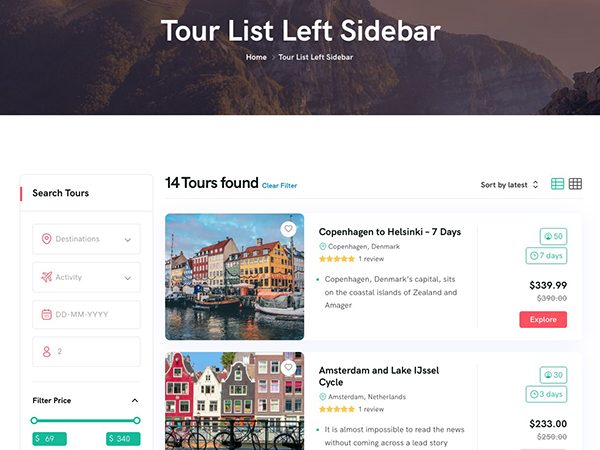 Tour List Left Sidebar
Home > Tour List Left Sidebar
Search Tours
Destinations
Activity
DD-MM-YYYY
2
Filter Price
$ 69
$ 340
14 Tours found Clear Filter
Sort by latest
Copenhagen to Helsinki – 7 Days
Copenhagen, Denmark
1 review
Copenhagen, Denmark's capital, sits
on the coastal islands of Zealand and
Amager
50
7 days
$339.99
$390.00
Explore
Amsterdam and Lake IJssel
Cycle
Amsterdam, Netherlands
1 review
It is almost impossible to read the news
without coming across a lead story
30
3 days
$233.00
$250.00